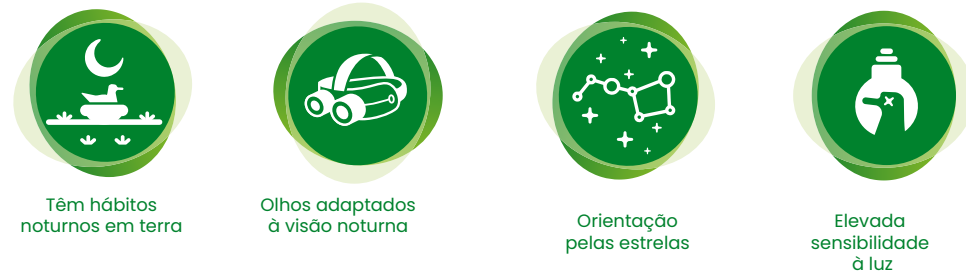 Têm hábitos
noturnos em terra
Olhos adaptados
à visão noturna
Orientação
pelas estrelas
Elevada
sensibilidade
à luz